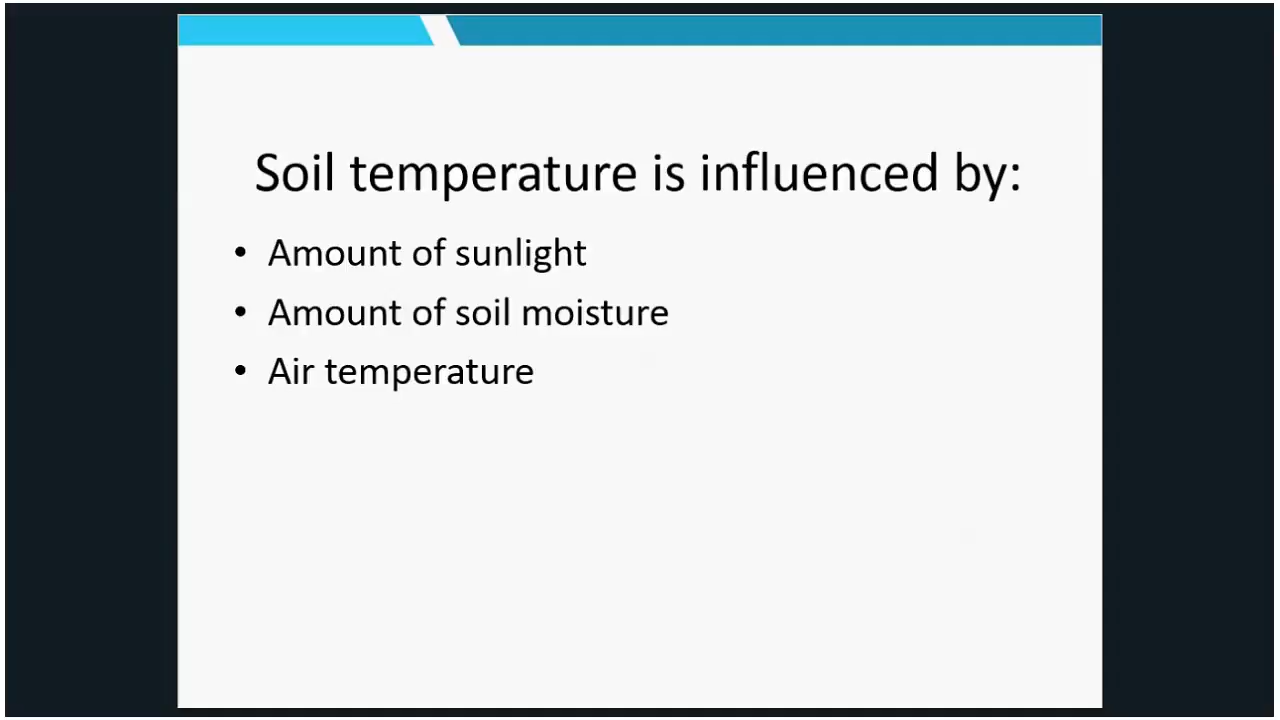 Soil temperature is influenced by:
• Amount of sunlight
• Amount of soil moisture
• Air temperature